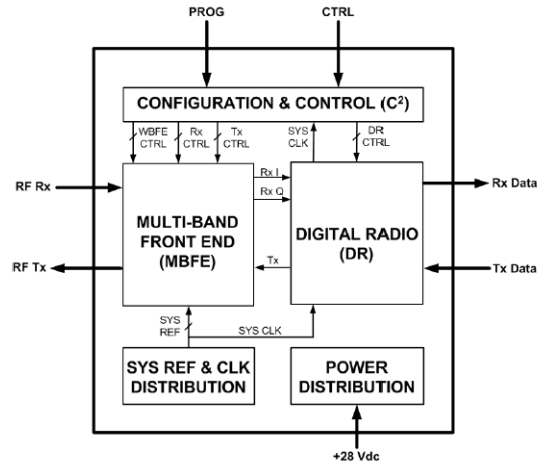 PROG
CTRL
CONFIGURATION & CONTROL (C²)
WBFE
CTRL
Rx
CTRL
Tx
CTRL
SYS
CLK
DR
CTRL
RF Rx
RF Tx
MULTI-BAND
FRONT END
(MBFE)
Rx I
Rx Q
Tx
DIGITAL RADIO
(DR)
Rx Data
Tx Data
SYS
REF
SYS CLK
SYS REF & CLK
DISTRIBUTION
POWER
DISTRIBUTION
+28 Vdc